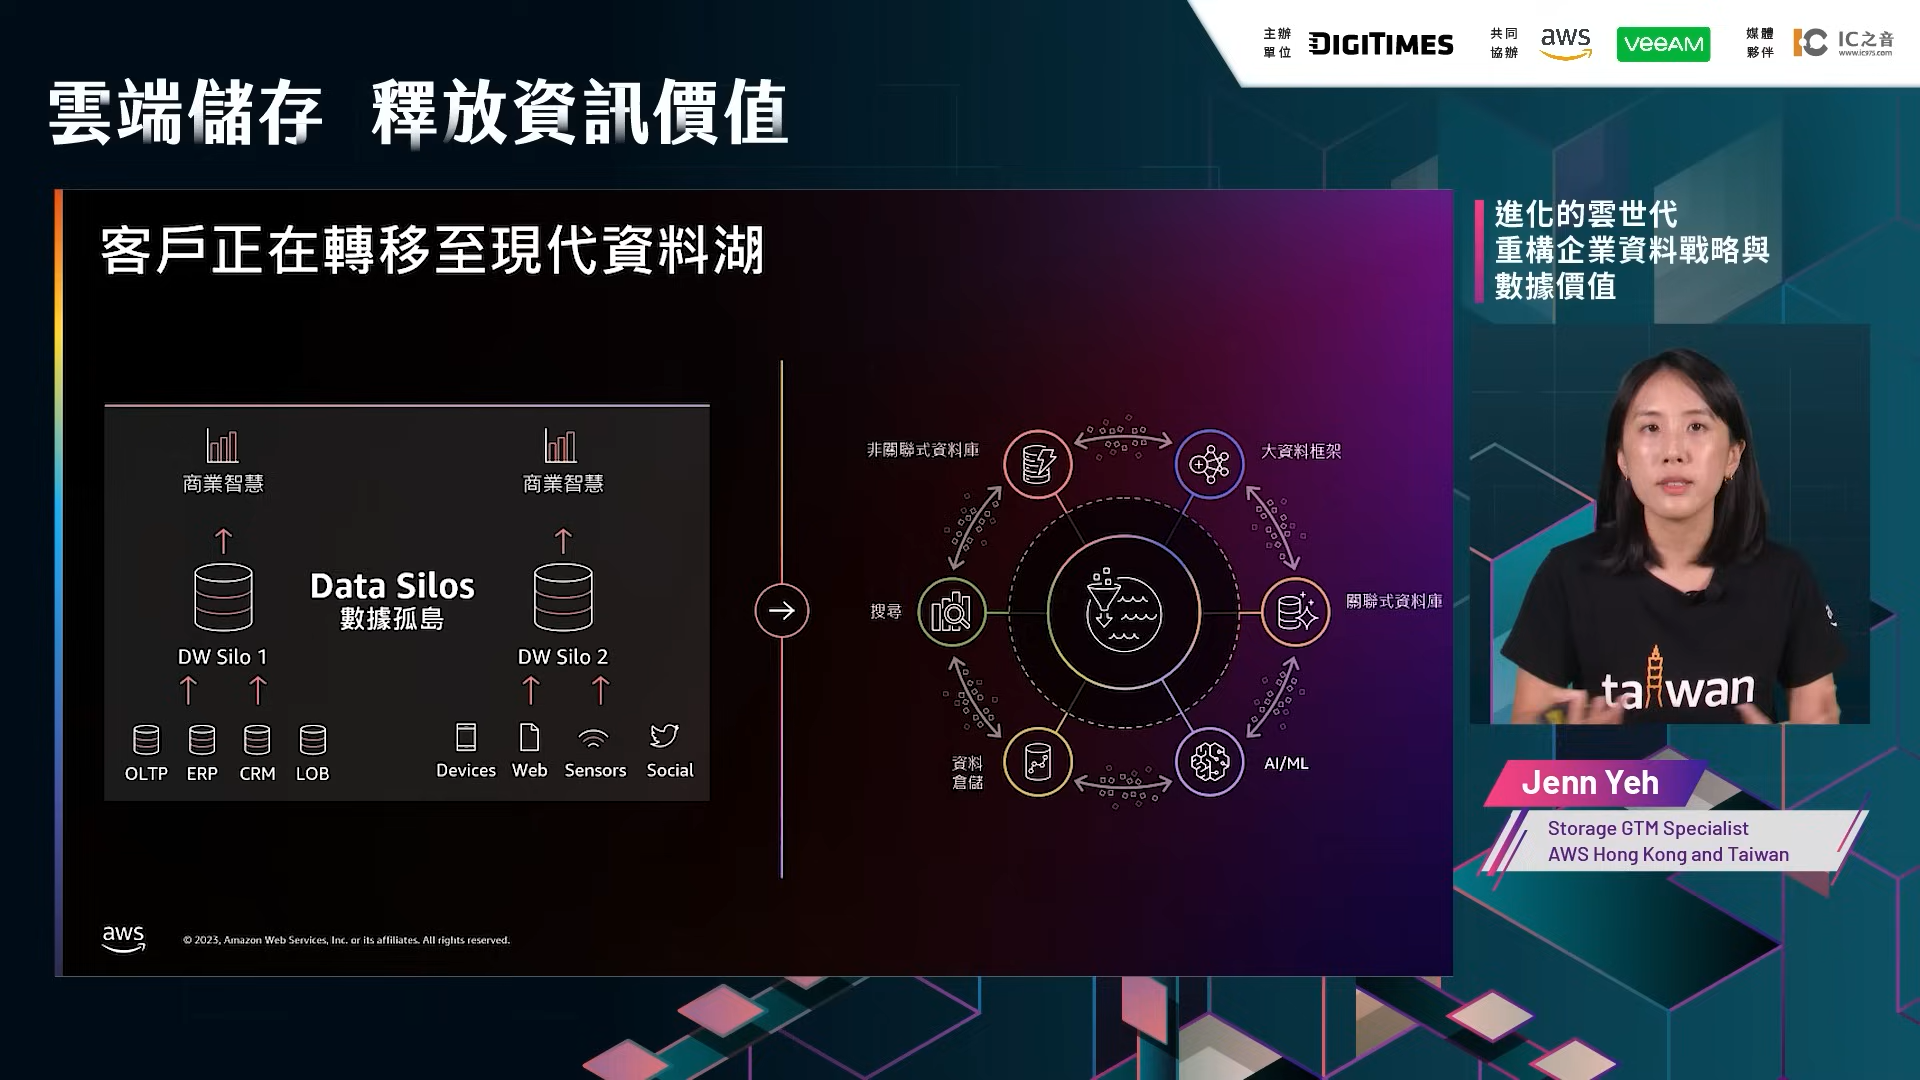 主辦
單位
DIGITIMES
共同
協辦
aws
veeAM
媒體
夥伴
IC之音
www.ic975.com
雲端儲存 釋放資訊價值
客戶正在轉移至現代資料湖
商業智慧
商業智慧
Data Silos
數據孤島
DW Silo 1
DW Silo 2
OLTP
ERP
CRM
LOB
Devices
Web
Sensors
Social
非關聯式資料庫
大資料框架
搜尋
關聯式資料庫
資料
倉儲
AI/ML
aws
© 2023, Amazon Web Services, Inc. or its affiliates. All rights reserved.
進化的雲世代
重構企業資料戰略與
數據價值
taiwan
Jenn Yeh
Storage GTM Specialist
AWS Hong Kong and Taiwan